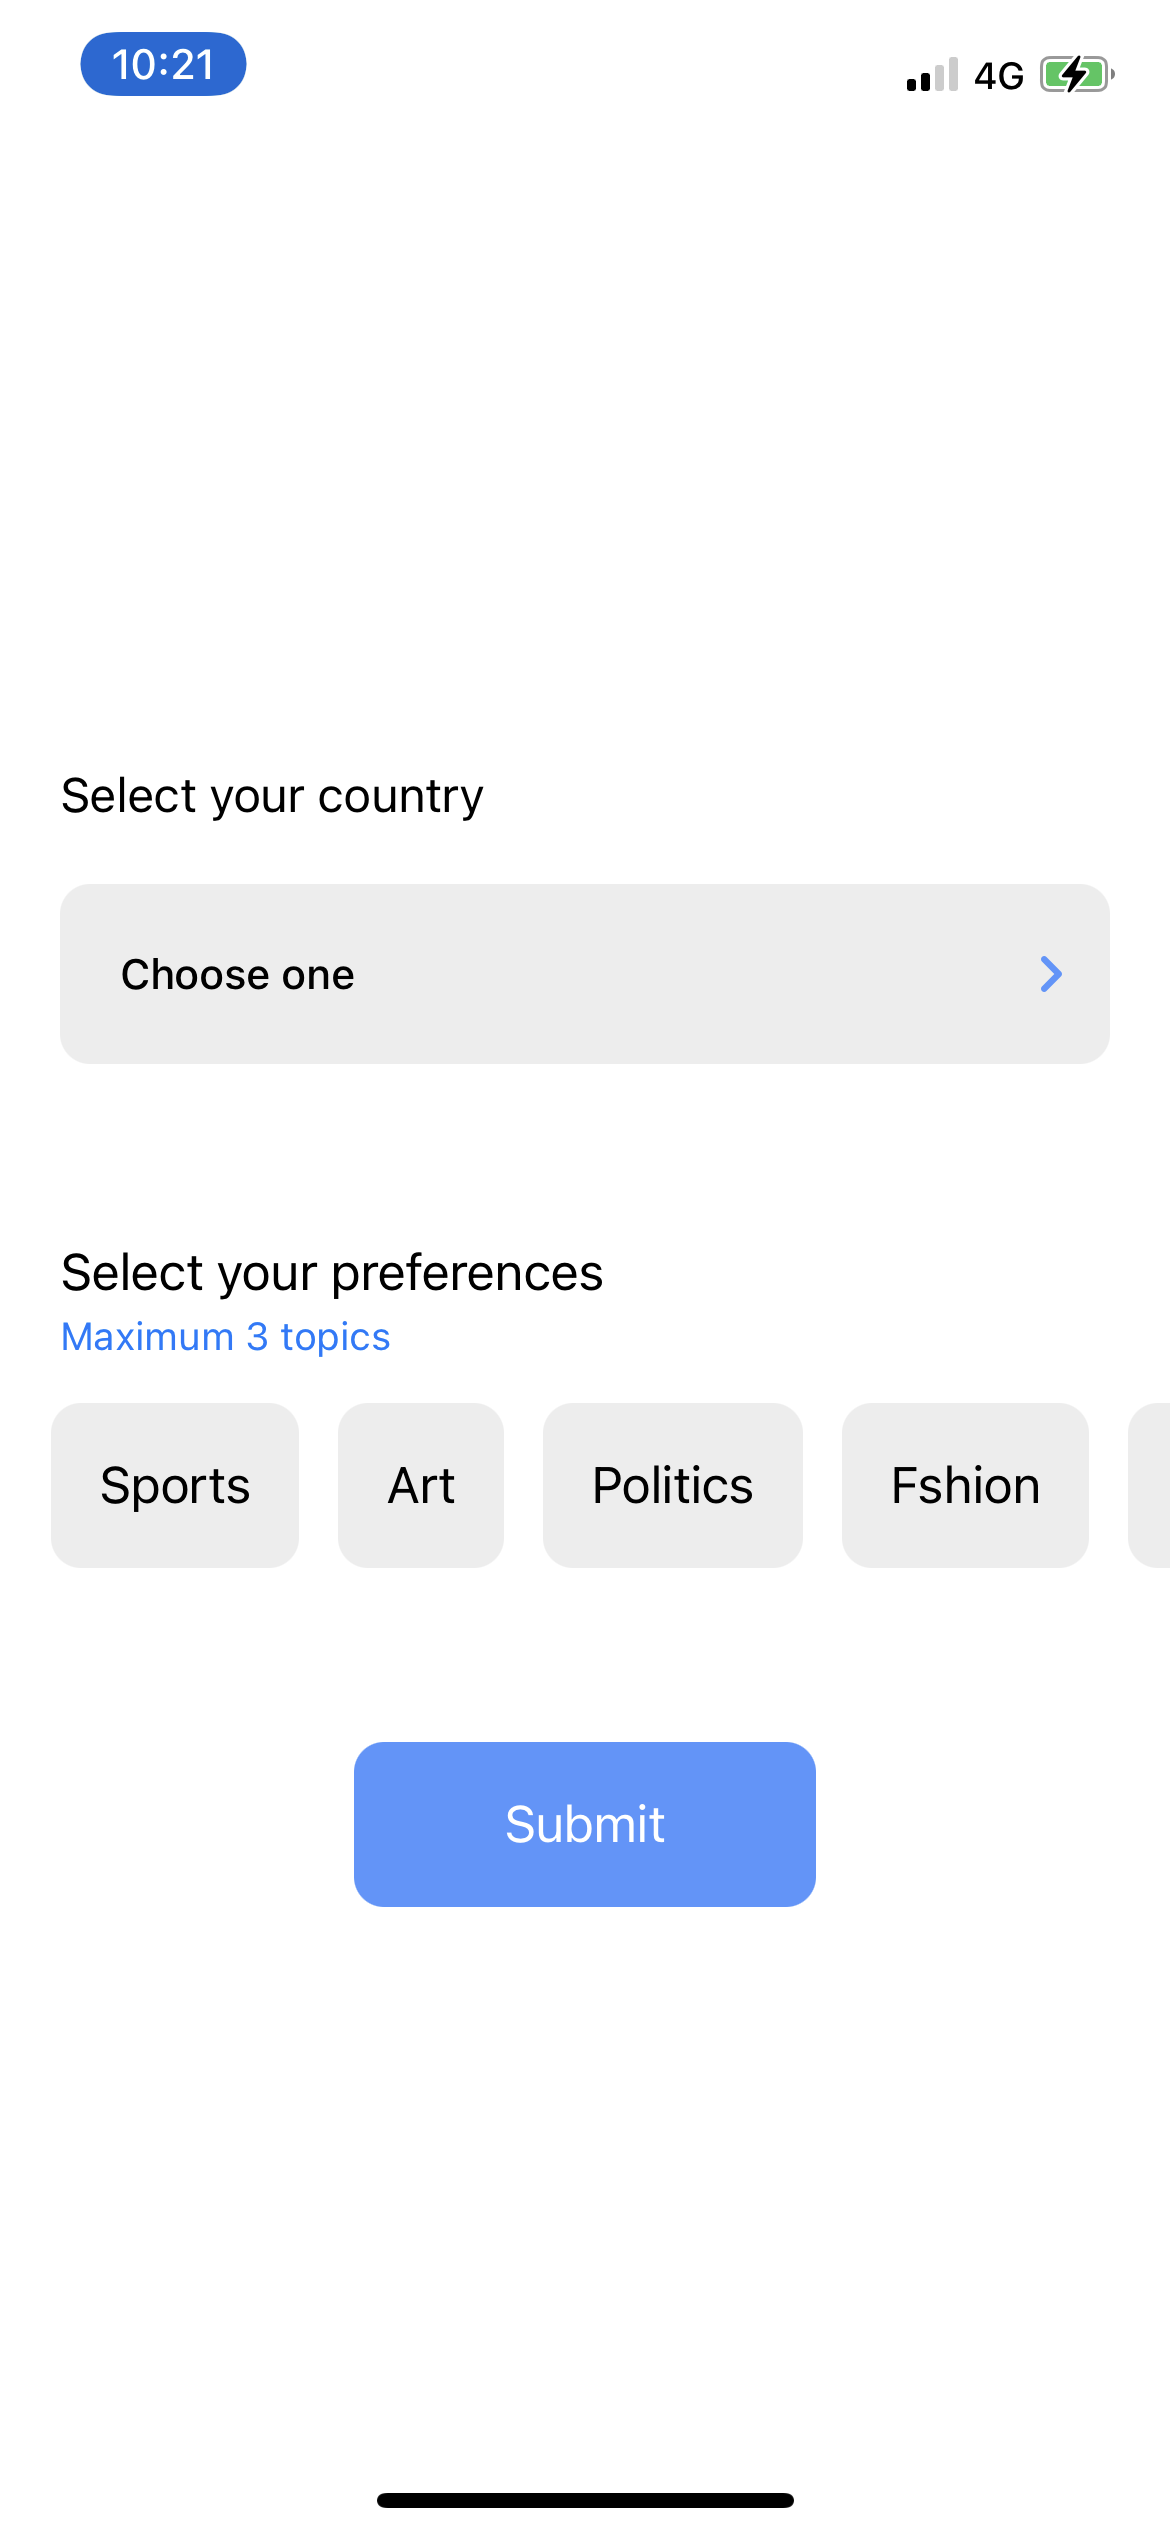 10:21
4G
Select your country
Choose one
Select your preferences
Maximum 3 topics
Sports Art Politics Fshion
Submit